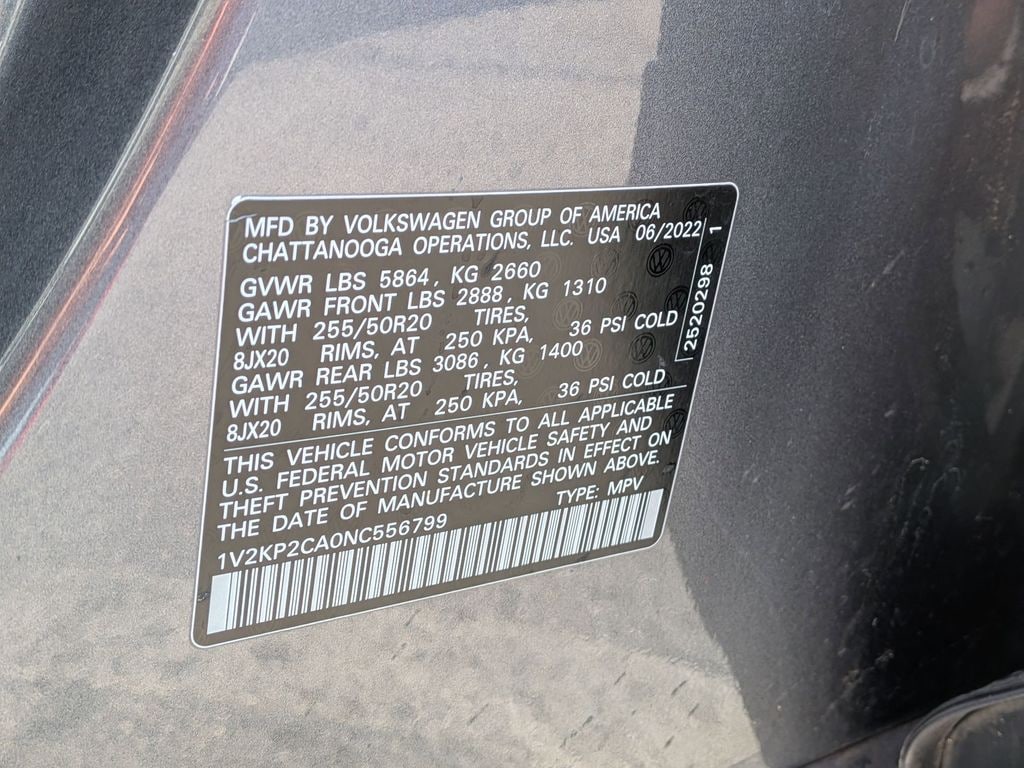 MFD BY VOLKSWAGEN GROUP OF AMERICA
CHATTANOOGA OPERATIONS, LLC. USA 06/2022
GVWR LBS 5864, KG 2660
GAWR FRONT LBS 2888, KG 1310
WITH 255/50R20 TIRES,
8JX20 RIMS, AT 250 KPA, 36 PSI COLD
GAWR REAR LBS 3086, KG 1400
WITH 255/50R20 TIRES,
8JX20 RIMS, AT 250 KPA, 36 PSI COLD
THIS VEHICLE CONFORMS TO ALL APPLICABLE
U.S. FEDERAL MOTOR VEHICLE SAFETY AND
THEFT PREVENTION STANDARDS IN EFFECT ON
THE DATE OF MANUFACTURE SHOWN ABOVE.
1V2KP2CA0NC556799 TYPE: MPV
2520298 1